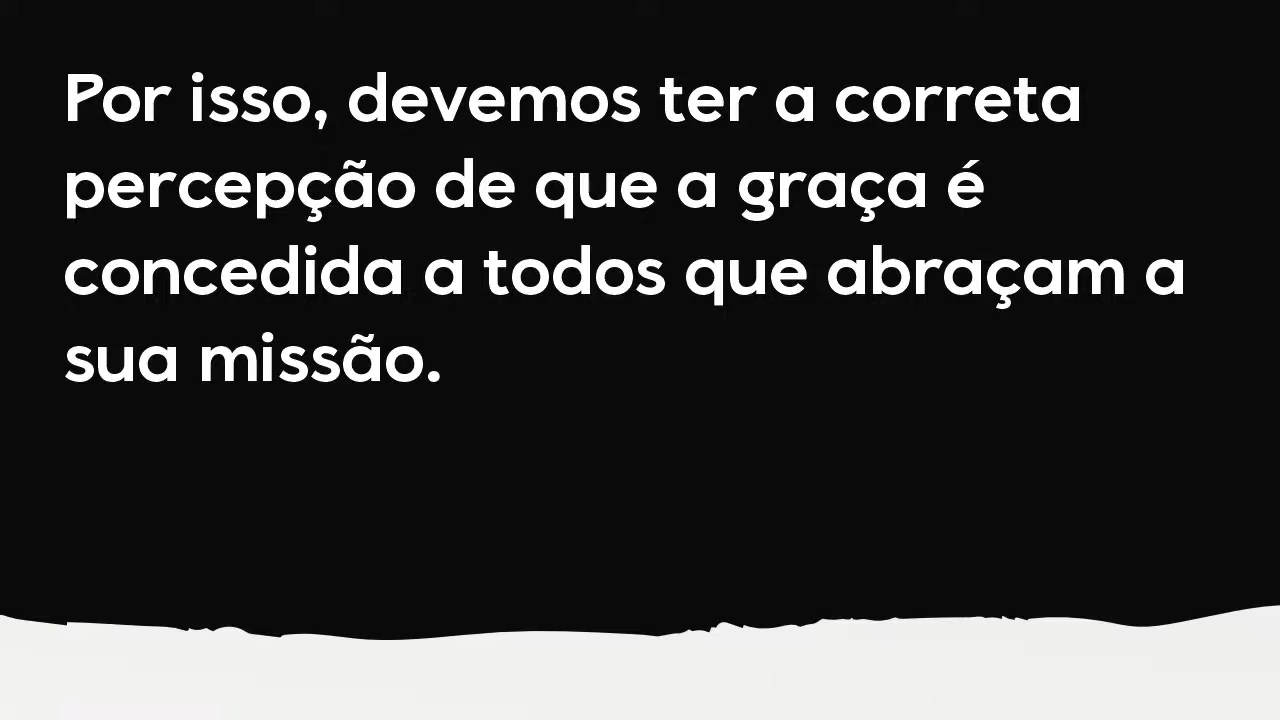 Por isso, devemos ter a correta
percepção de que a graça é
concedida a todos que abraçam a
sua missão.